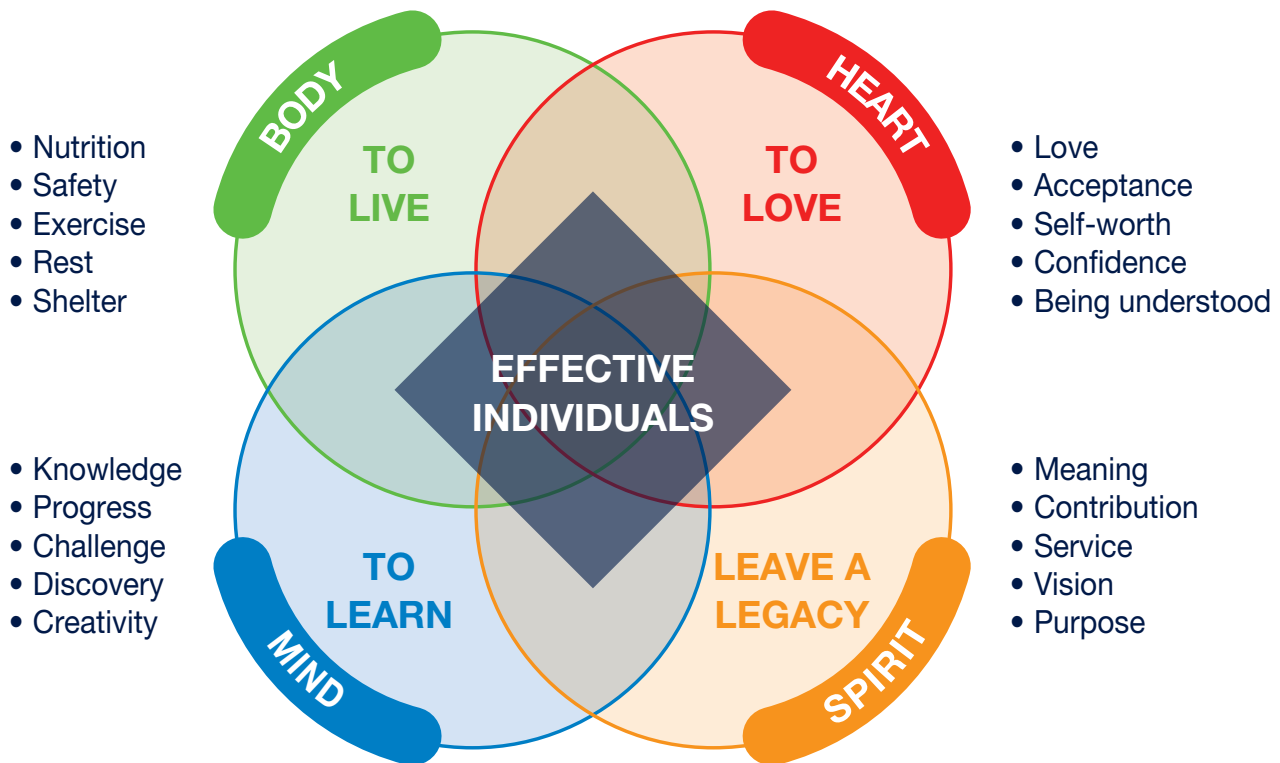 BODY
TO
LIVE
• Nutrition
• Safety
• Exercise
• Rest
• Shelter
HEART
TO
LOVE
• Love
• Acceptance
• Self-worth
• Confidence
• Being understood
EFFECTIVE
INDIVIDUALS
• Knowledge
• Progress
• Challenge
• Discovery
• Creativity
TO
LEARN
MIND
LEAVE A
LEGACY
SPIRIT
• Meaning
• Contribution
• Service
• Vision
• Purpose